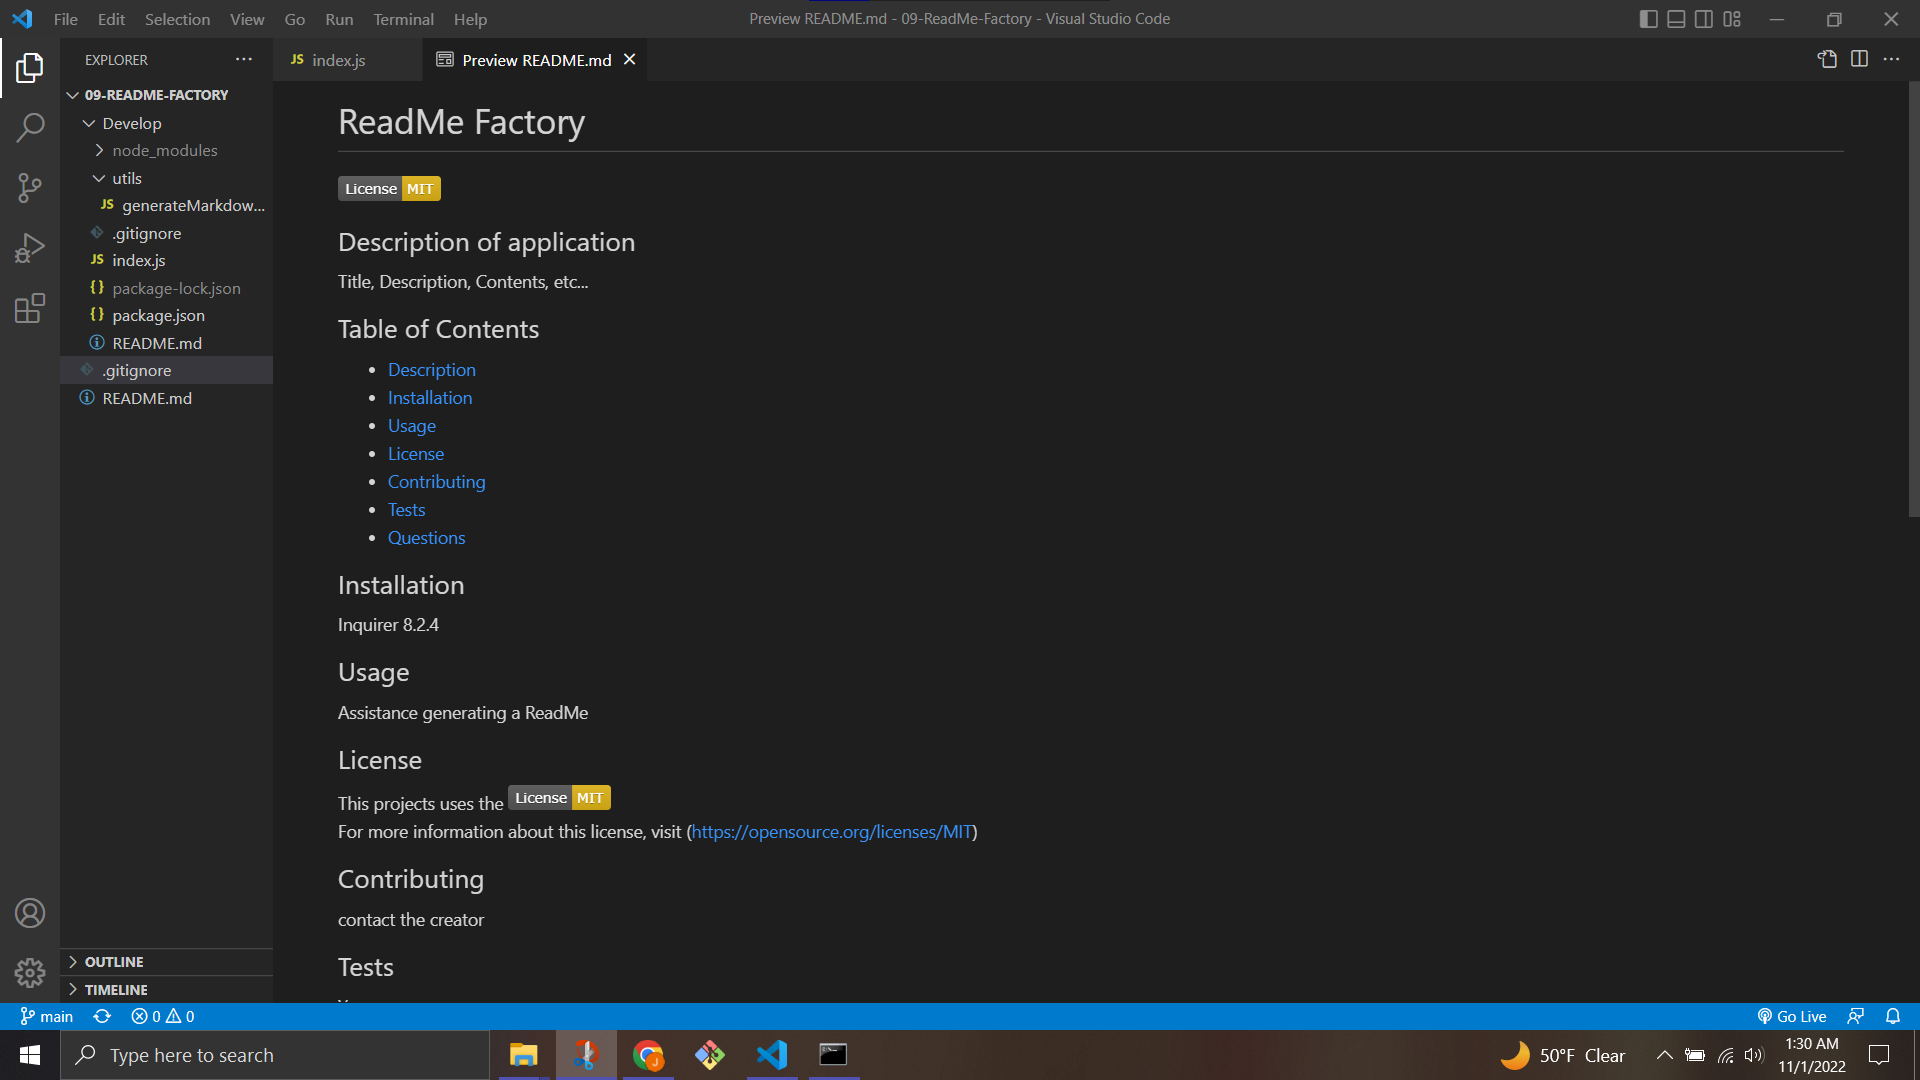 File Edit Selection View Go Run Terminal Help
Preview README.md - 09-ReadMe-Factory - Visual Studio Code
EXPLORER
JS index.js
Preview README.md
09-README-FACTORY
Develop
node_modules
utils
JS generateMarkdow...
.gitignore
JS index.js
{} package-lock.json
{} package.json
README.md
.gitignore
README.md
OUTLINE
TIMELINE
ReadMe Factory
License MIT
Description of application
Title, Description, Contents, etc...
Table of Contents
• Description
• Installation
• Usage
• License
• Contributing
• Tests
• Questions
Installation
Inquirer 8.2.4
Usage
Assistance generating a ReadMe
License
This projects uses the License MIT
For more information about this license, visit (https://opensource.org/licenses/MIT)
Contributing
contact the creator
Tests
main 0 0
Go Live
Type here to search
J
50°F Clear
1:30 AM
11/1/2022